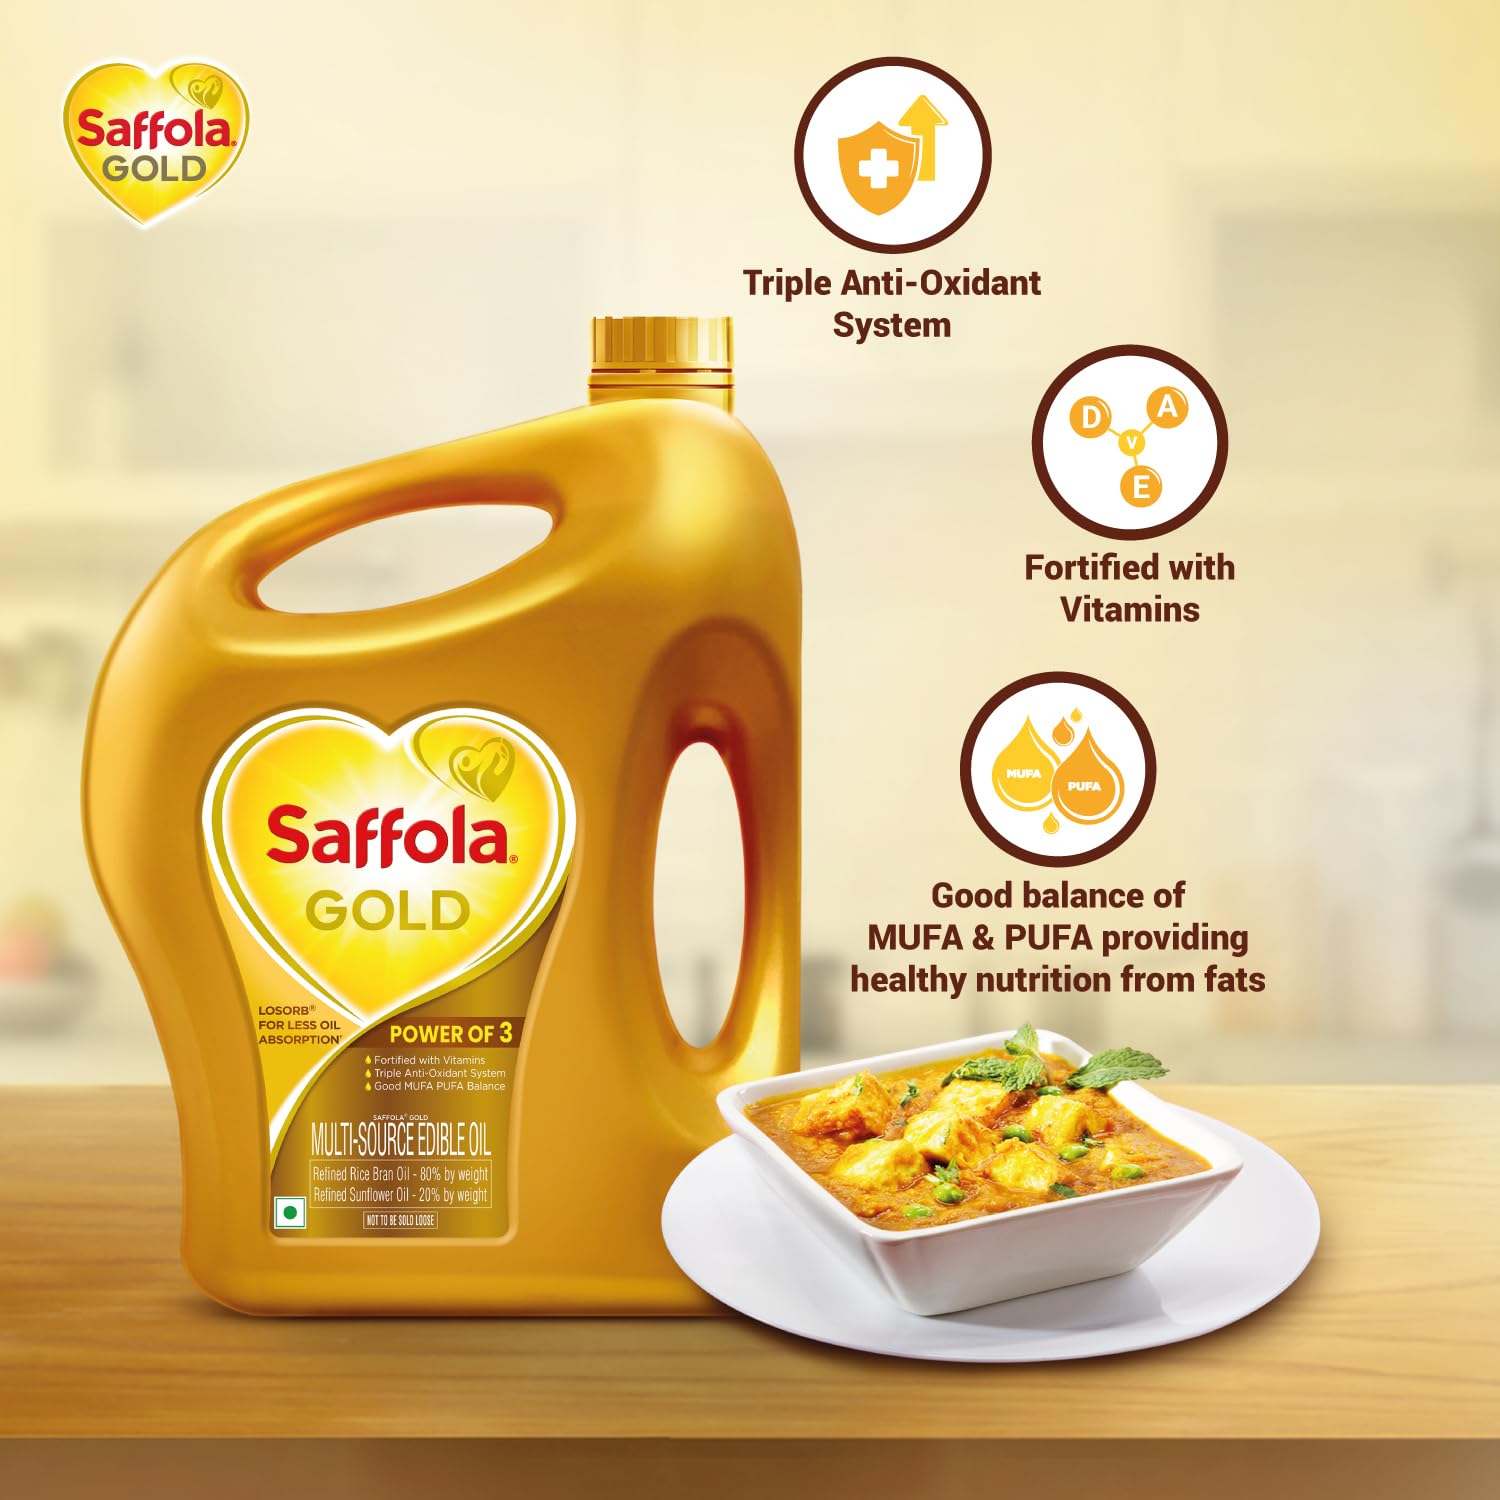 Saffola®
GOLD
Triple Anti-Oxidant
System
D
A
V
E
Fortified with
Vitamins
MUFA
PUFA
Good balance of
MUFA & PUFA providing
healthy nutrition from fats
Saffola®
GOLD
LOSORB®
FOR LESS OIL
ABSORPTION
POWER OF 3
Fortified with Vitamins
Triple Anti-Oxidant System
Good MUFA PUFA Balance
SAFFOLA® GOLD
MULTI-SOURCE EDIBLE OIL
Refined Rice Bran Oil - 80% by weight
Refined Sunflower Oil - 20% by weight
NOT TO BE SOLD LOOSE